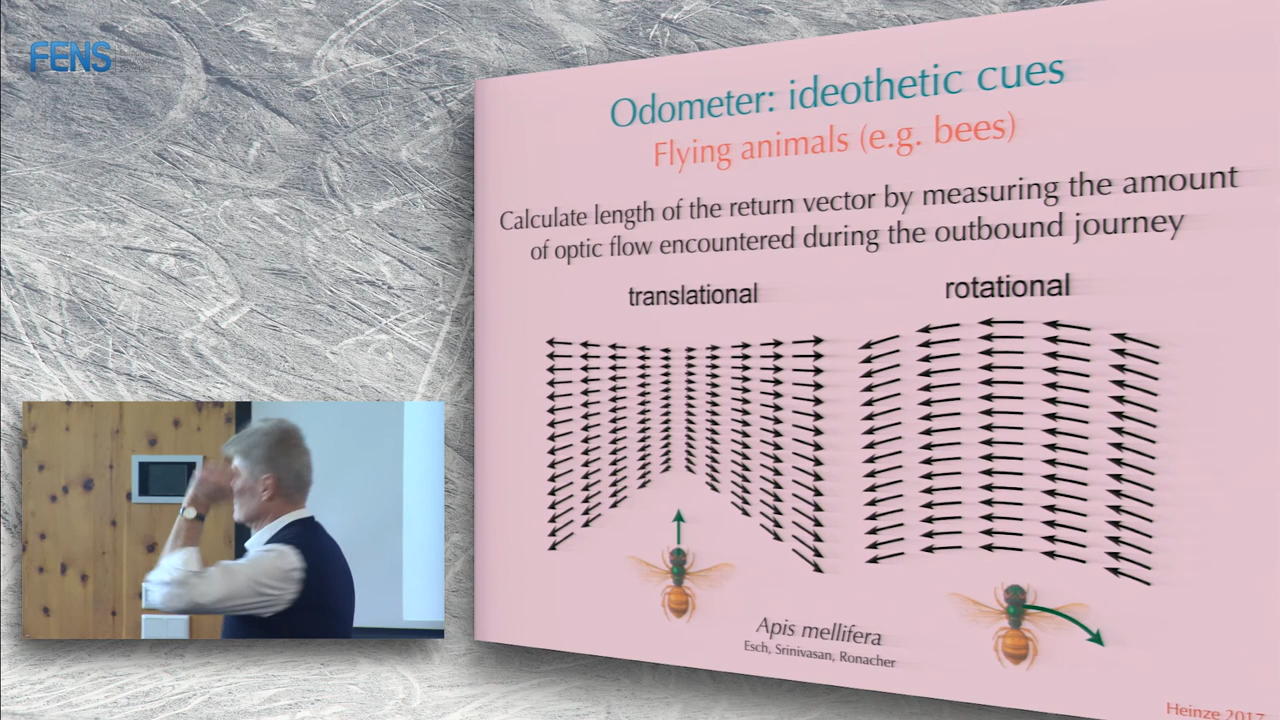 FENS
Odometer: ideothetic cues
Flying animals (e.g. bees)
Calculate length of the return vector by measuring the amount
of optic flow encountered during the outbound journey
translational
rotational
Apis mellifera
Esch, Srinivasan, Ronacher
Heinze 2017